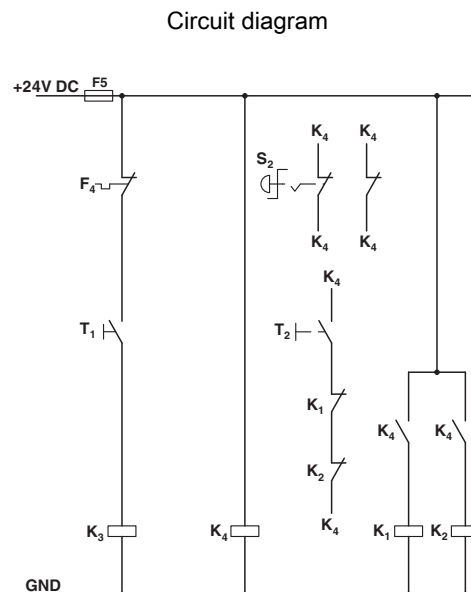 Circuit diagram
+24V DC F5
K₄ K₄
S₂
F₄
K₄ K₄
K₄
T₁ T₂
K₁
K₄ K₄
K₂
K₄
K₃ K₄ K₁ K₂
GND